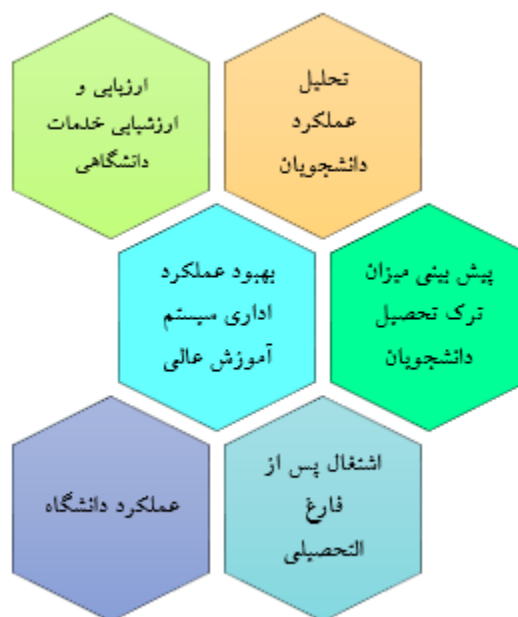 تحلیل
عملکرد
دانشجویان
ارزیابی و
ارزشیابی خدمات
دانشگاهی
پیش بینی میزان
ترک تحصیل
دانشجویان
بهبود عملکرد
اداری سیستم
آموزش عالی
اشتغال پس از
فارغ
التحصیلی
عملکرد دانشگاه